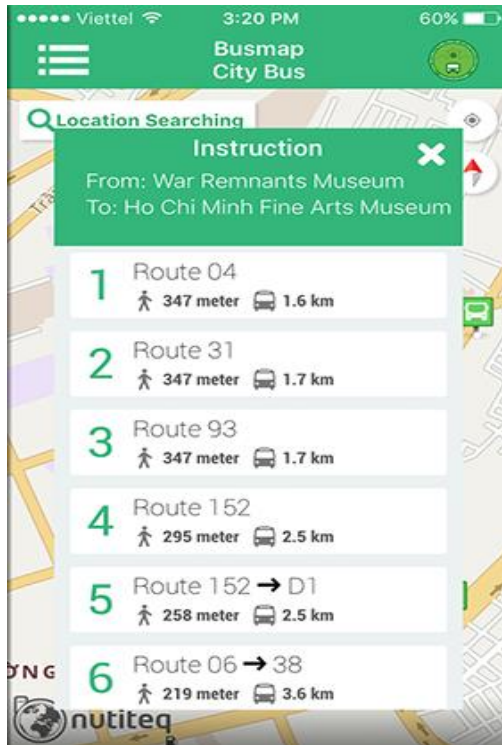 Viettel 3:20 PM 60%
Busmap
City Bus
Location Searching
Instruction
From: War Remnants Museum
To: Ho Chi Minh Fine Arts Museum
1 Route 04
347 meter 1.6 km
2 Route 31
347 meter 1.7 km
3 Route 93
347 meter 1.7 km
4 Route 152
295 meter 2.5 km
5 Route 152 → D1
258 meter 2.5 km
6 Route 06 → 38
219 meter 3.6 km
nutiteq